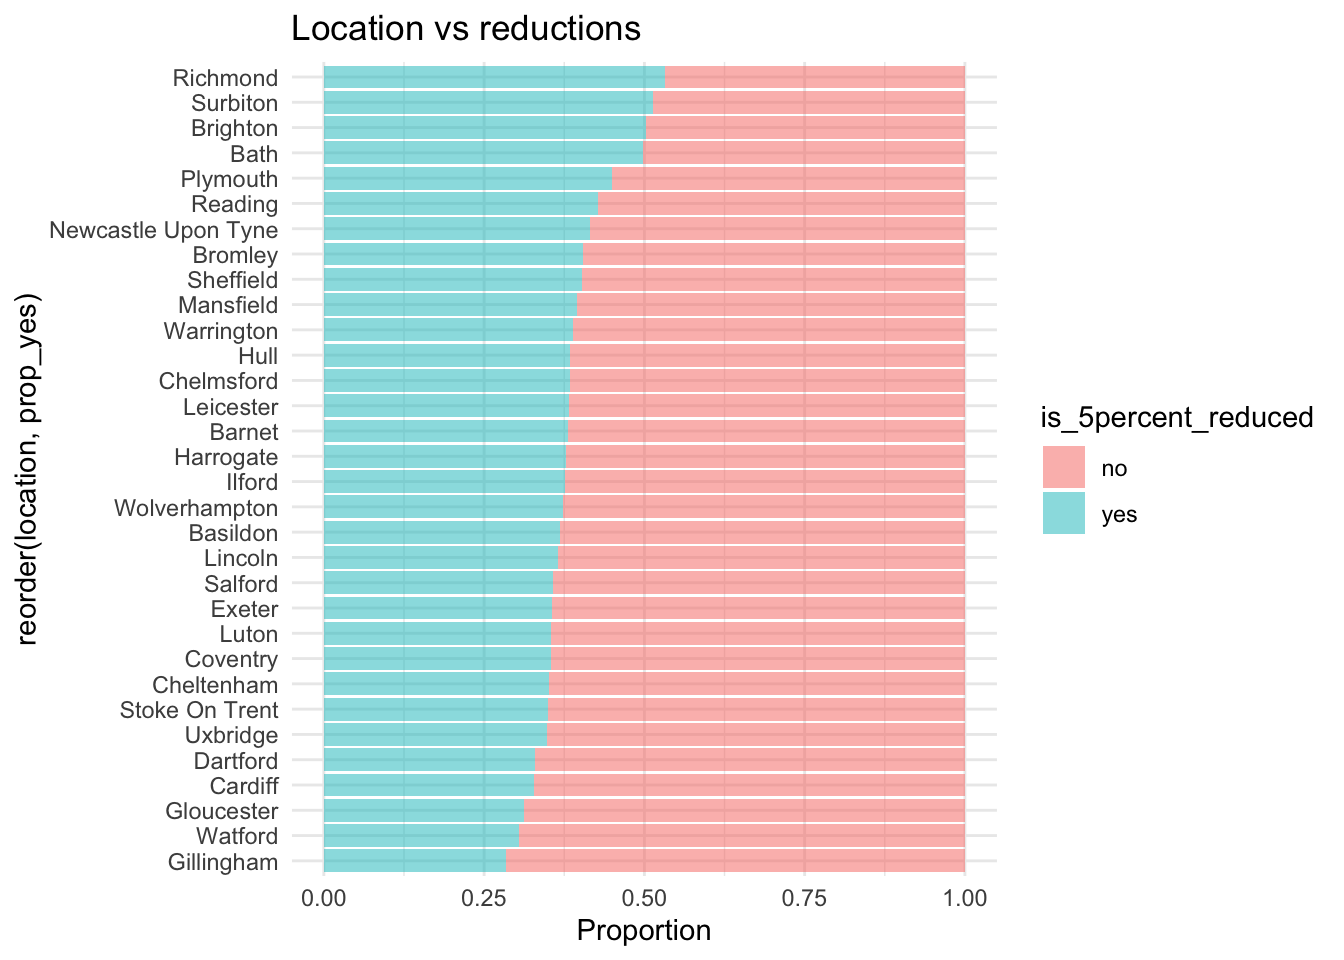 Location vs reductions
reorder(location, prop_yes)
Richmond
Surbiton
Brighton
Bath
Plymouth
Reading
Newcastle Upon Tyne
Bromley
Sheffield
Mansfield
Warrington
Hull
Chelmsford
Leicester
Barnet
Harrogate
Ilford
Wolverhampton
Basildon
Lincoln
Salford
Exeter
Luton
Coventry
Cheltenham
Stoke On Trent
Uxbridge
Dartford
Cardiff
Gloucester
Watford
Gillingham
0.00 0.25 0.50 0.75 1.00
Proportion
is_5percent_reduced
no
yes